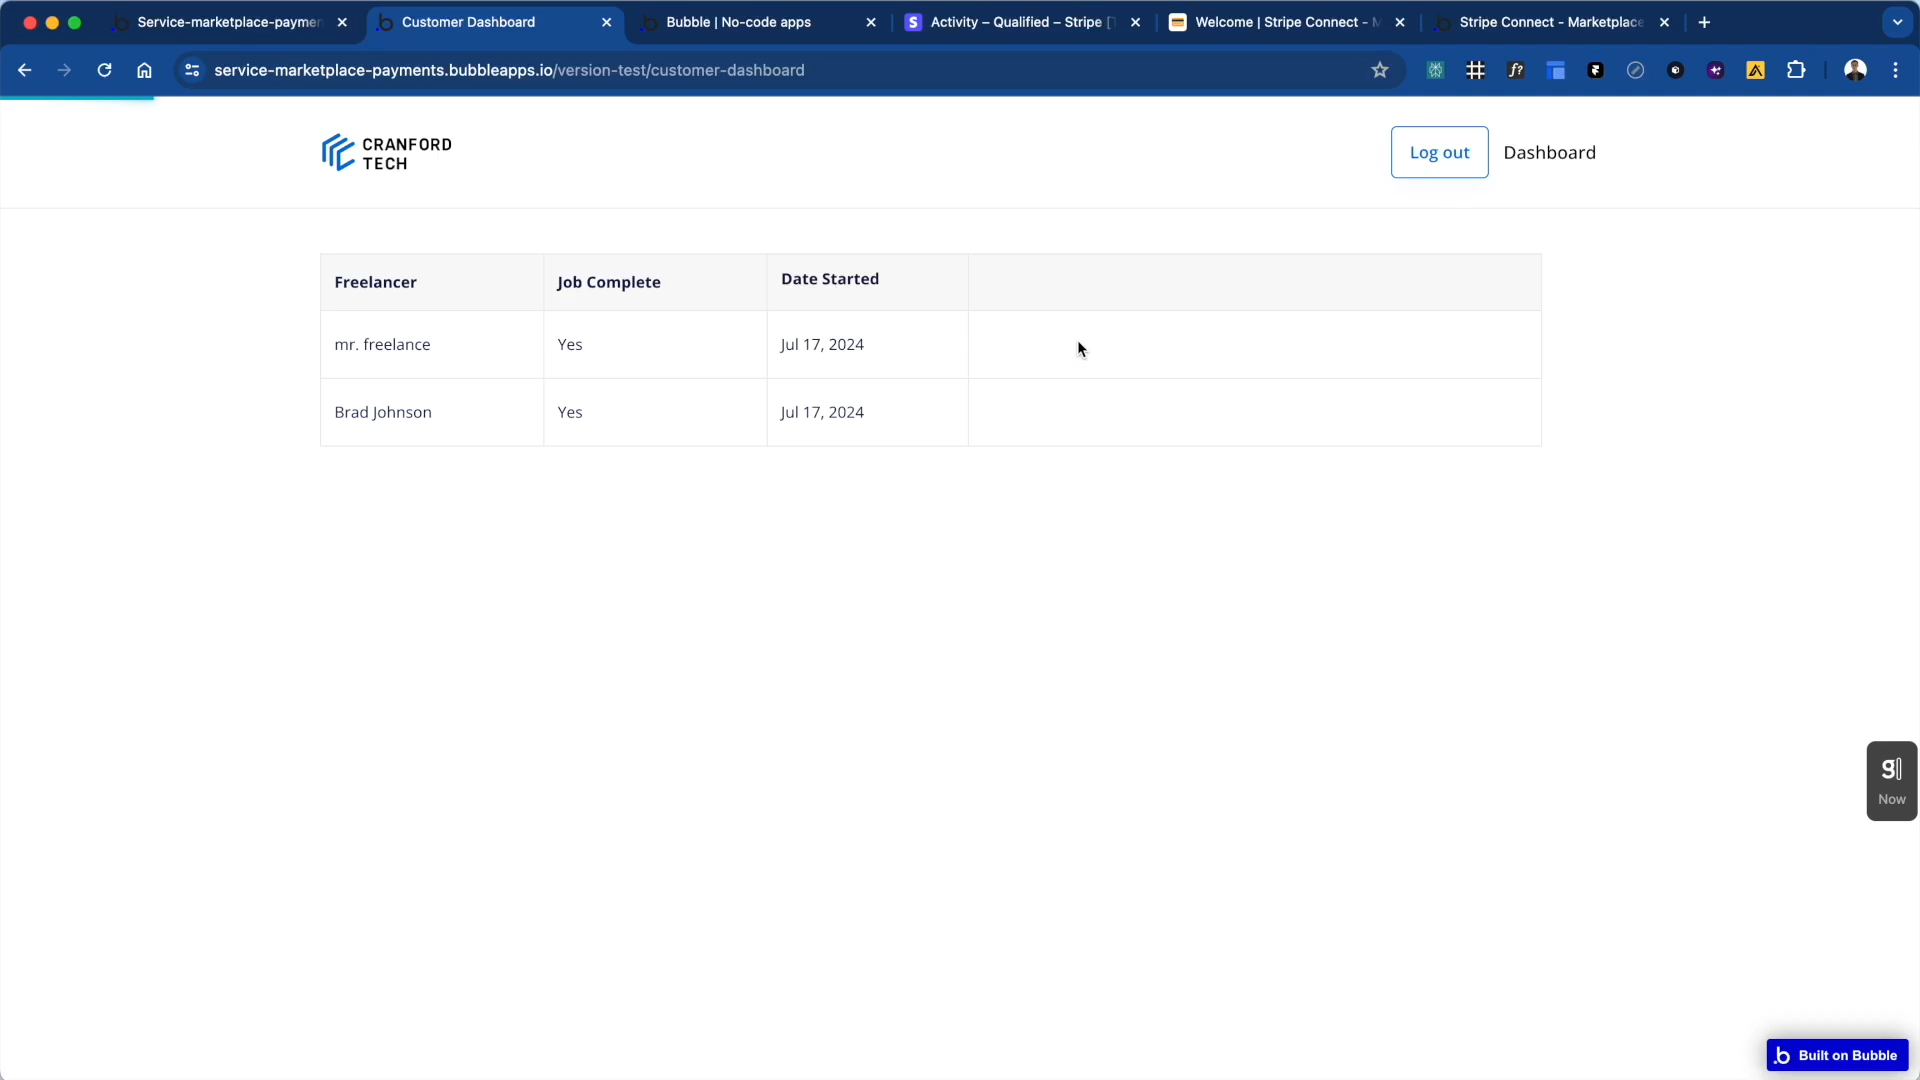 Service-marketplace-paymen
Customer Dashboard
Bubble | No-code apps
Activity – Qualified – Stripe [
Welcome | Stripe Connect -
Stripe Connect - Marketplace
service-marketplace-payments.bubbleapps.io/version-test/customer-dashboard
CRANFORD
TECH
Log out
Dashboard
Freelancer
Job Complete
Date Started
mr. freelance
Yes
Jul 17, 2024
Brad Johnson
Yes
Jul 17, 2024
g
Now
Built on Bubble